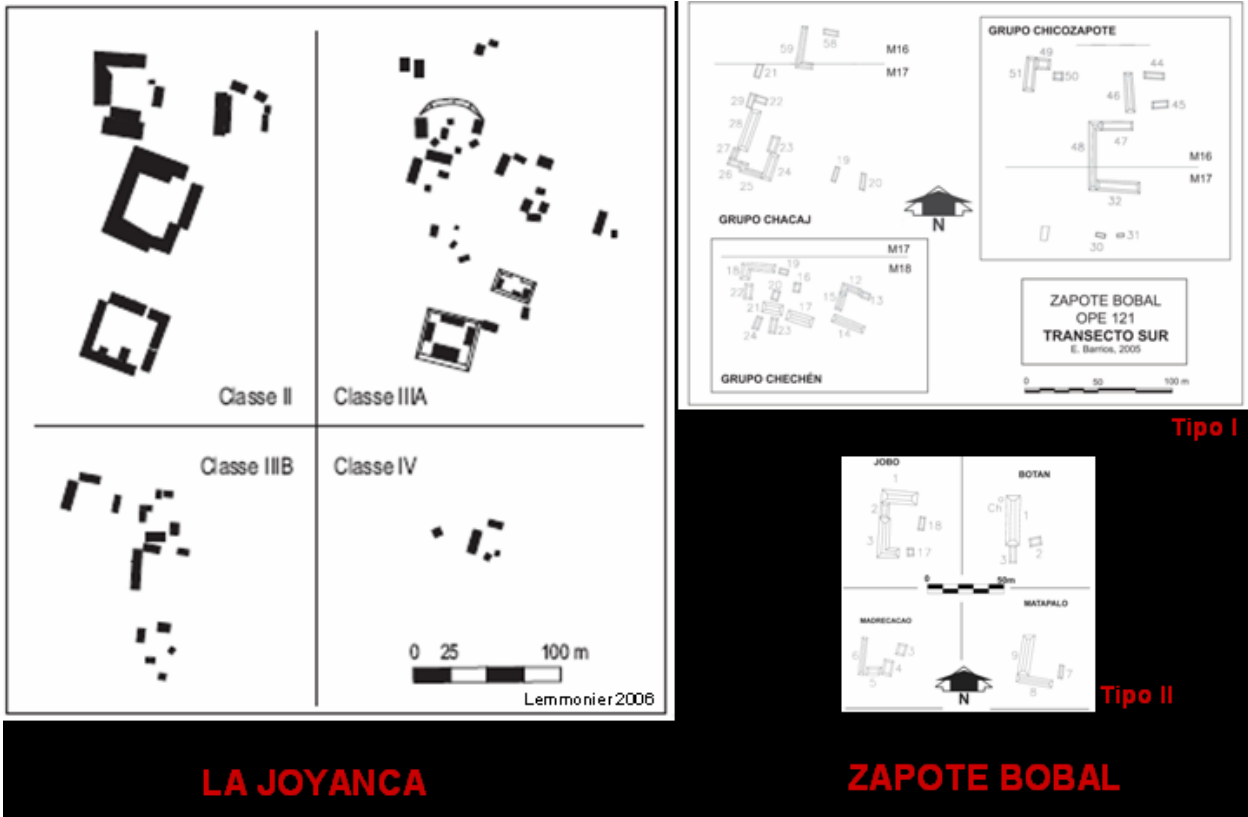 Classe II
Classe IIIA
Classe IIIB
Classe IV
0 25 100 m
Lemmonier 2006
LA JOYANCA
59
58
M16
M17
21
29
22
28
27
23
26
25
24
19
20
GRUPO CHACAJ
N
GRUPO CHICOZAPOTE
51
49
50
44
46
45
48
47
M16
M17
32
30
31
M17
M18
18
19
22
20
16
21
17
24
23
12
15
13
14
GRUPO CHECHÉN
ZAPOTE BOBAL
OPE 121
TRANSECTO SUR
E. Barrios, 2005
0 50 100 m
Tipo I
JOBO
1
2
3
18
17
BOTAN
Ch
1
2
3
0 50m
MADRECACAO
6
3
4
5
MATAPALO
9
7
8
N
Tipo II
ZAPOTE BOBAL